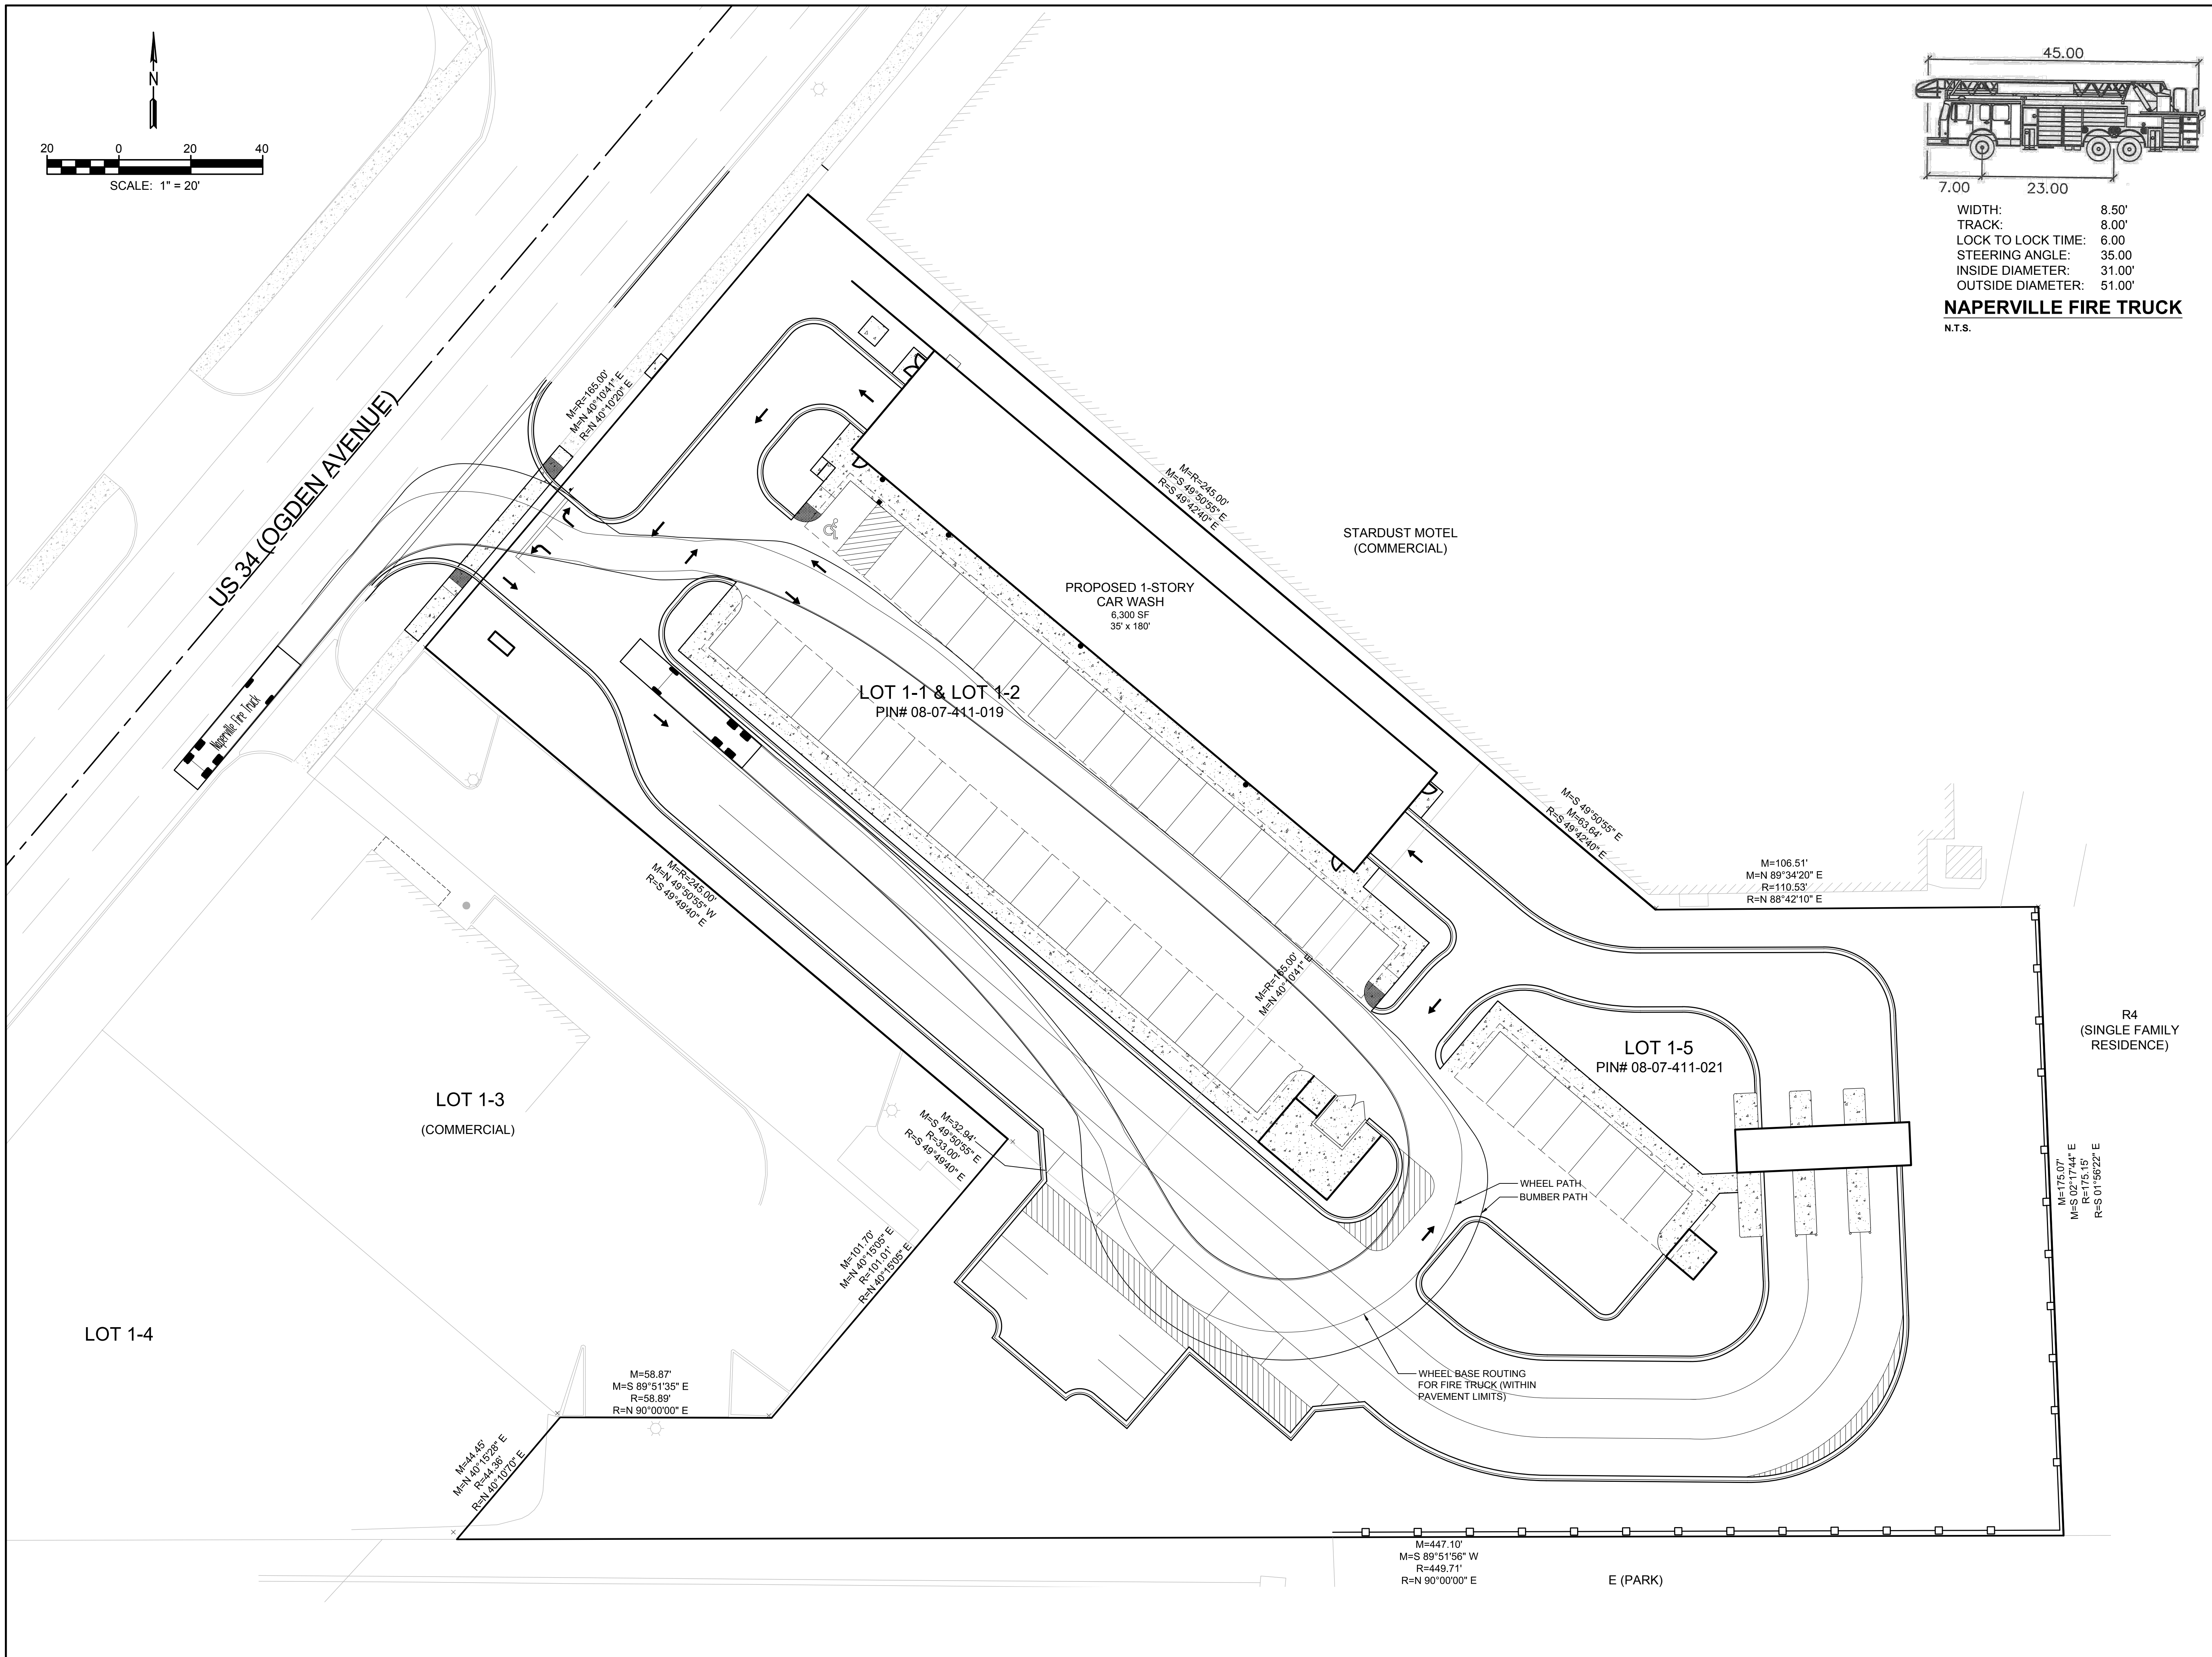 N
20 0 20 40
SCALE: 1" = 20'
45.00
7.00 23.00
WIDTH: 8.50'
TRACK: 8.00'
LOCK TO LOCK TIME: 6.00
STEERING ANGLE: 35.00
INSIDE DIAMETER: 31.00'
OUTSIDE DIAMETER: 51.00'
NAPERVILLE FIRE TRUCK
N.T.S.
US 34 (OGDEN AVENUE)
M=R=165.00'
M=N 40°10'41" E
R=N 40°10'20" E
M=R=245.00'
M=S 49°50'55" E
R=S 49°42'40" E
STARDUST MOTEL
(COMMERCIAL)
PROPOSED 1-STORY
CAR WASH
6,300 SF
35' x 180'
LOT 1-1 & LOT 1-2
PIN# 08-07-411-019
Naperville Fire Truck
M=S 49°50'55" E
M=63.64'
R=S 49°42'40" E
M=106.51'
M=N 89°34'20" E
R=110.53'
R=N 88°42'10" E
M=R=245.00'
M=N 49°50'55" W
R=S 49°49'40" E
M=R=165.00'
M=N 40°10'41" E
R4
(SINGLE FAMILY
RESIDENCE)
LOT 1-5
PIN# 08-07-411-021
LOT 1-3
(COMMERCIAL)
M=32.94'
M=S 49°50'55" E
R=33.00'
R=S 49°49'40" E
M=175.07'
M=S 02°17'44" E
R=175.15'
R=S 01°56'22" E
WHEEL PATH
BUMBER PATH
M=101.70'
M=N 40°15'05" E
R=101.01'
R=N 40°15'05" E
LOT 1-4
WHEEL BASE ROUTING
FOR FIRE TRUCK (WITHIN
PAVEMENT LIMITS)
M=58.87'
M=S 89°51'35" E
R=58.89'
R=N 90°00'00" E
M=44.45'
M=N 40°15'28" E
R=44.36'
R=N 40°10'70" E
M=447.10'
M=S 89°51'56" W
R=449.71'
R=N 90°00'00" E
E (PARK)